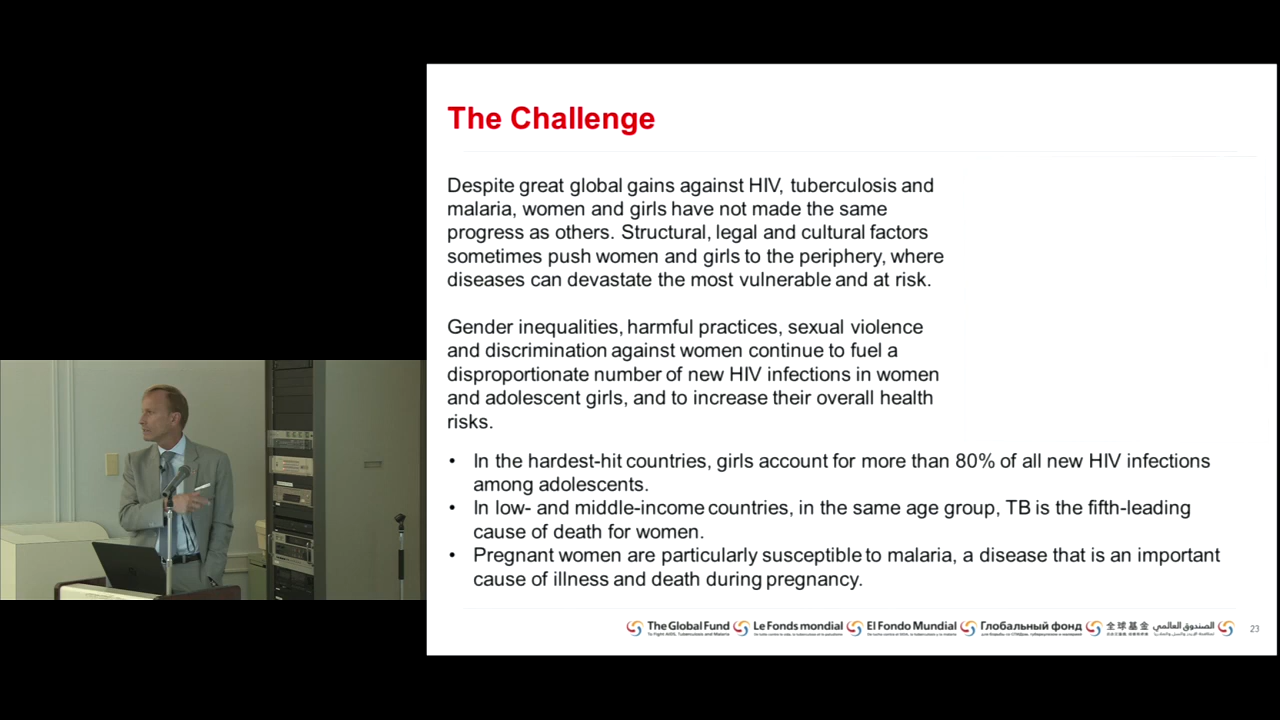 The Challenge
Despite great global gains against HIV, tuberculosis and
malaria, women and girls have not made the same
progress as others. Structural, legal and cultural factors
sometimes push women and girls to the periphery, where
diseases can devastate the most vulnerable and at risk.
Gender inequalities, harmful practices, sexual violence
and discrimination against women continue to fuel a
disproportionate number of new HIV infections in women
and adolescent girls, and to increase their overall health
risks.
• In the hardest-hit countries, girls account for more than 80% of all new HIV infections
among adolescents.
• In low- and middle-income countries, in the same age group, TB is the fifth-leading
cause of death for women.
• Pregnant women are particularly susceptible to malaria, a disease that is an important
cause of illness and death during pregnancy.
The Global Fund Le Fonds mondial El Fondo Mundial Глобальный фонд 全球基金 الصندوق العالمي
To Fight AIDS, Tuberculosis and Malaria
23